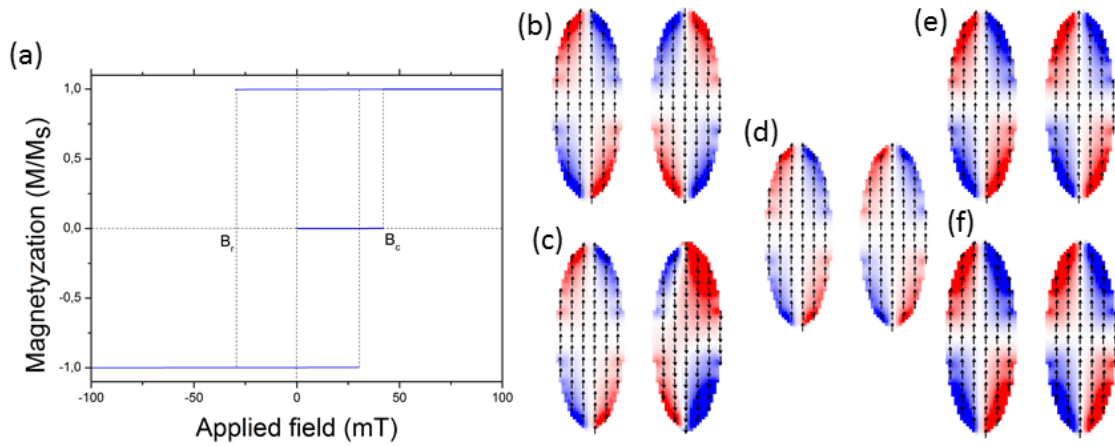 (a)
Magnetyzation (M/Ms)
1,0
0,5
0,0
-0,5
-1,0
Br
Bc
-100
-50
0
50
100
Applied field (mT)
(b)
(c)
(d)
(e)
(f)